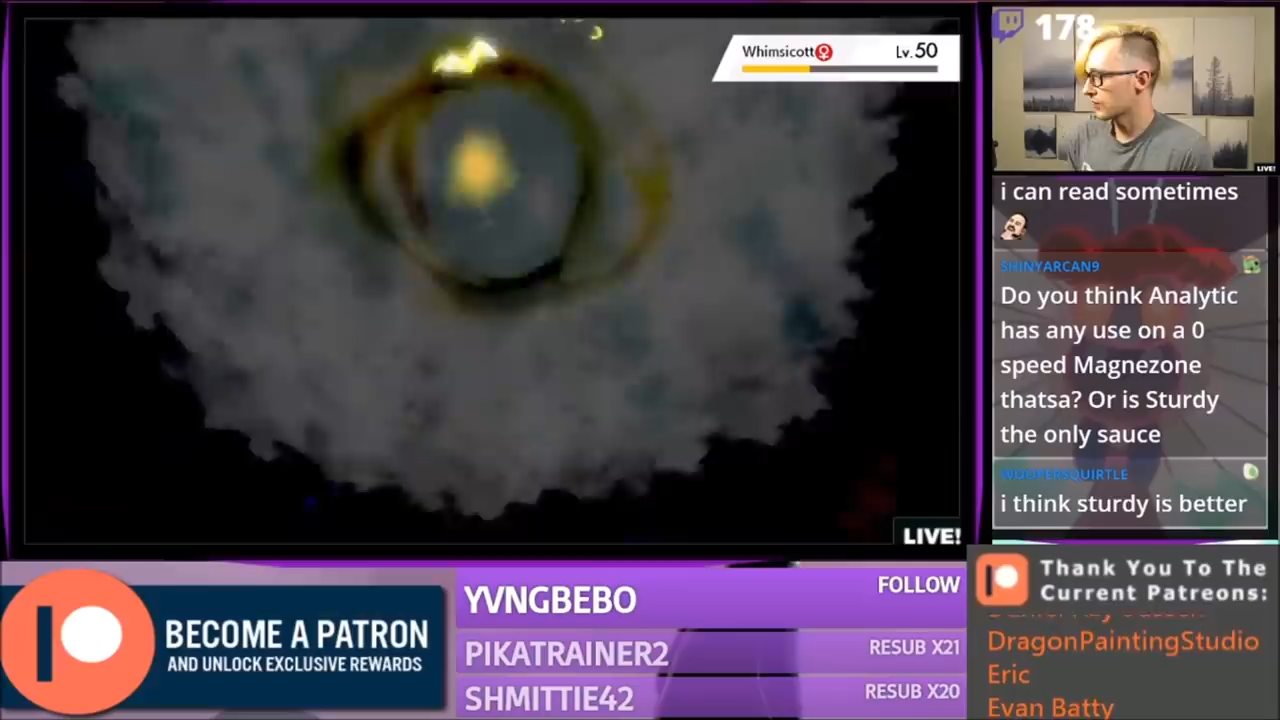 Whimsicott Lv. 50
178
LIVE!
i can read sometimes
SHINYARCAN9
Do you think Analytic
has any use on a 0
speed Magnezone
thatsa? Or is Sturdy
the only sauce
WOOPERSQUIRTLE
i think sturdy is better
LIVE!
BECOME A PATRON
AND UNLOCK EXCLUSIVE REWARDS
YVNGBEBO FOLLOW
PIKATRAINER2 RESUB X21
SHMITTIE42 RESUB X20
Thank You To The
Current Patreons:
DragonPaintingStudio
Eric
Evan Batty